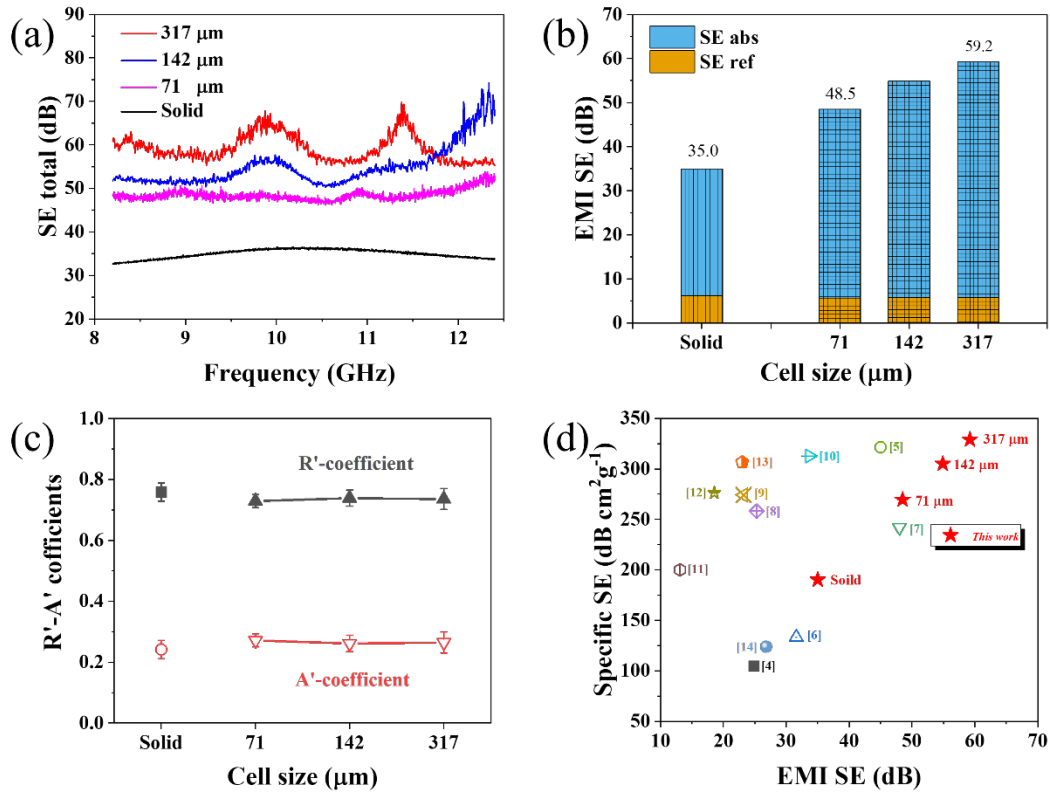 (a)
317 μm
142 μm
71 μm
Solid
SE total (dB)
90
80
70
60
50
40
30
20
8
9
10
11
12
Frequency (GHz)
(b)
SE abs
SE ref
EMI SE (dB)
70
60
50
40
30
20
10
0
35.0
48.5
59.2
Solid
71
142
317
Cell size (μm)
(c)
R'-A' cofficients
1.0
0.8
0.6
0.4
0.2
0.0
R'-coefficient
A'-coefficient
Solid
71
142
317
Cell size (μm)
(d)
Specific SE (dB cm²g⁻¹)
350
300
250
200
150
100
50
[5]
317 μm
[10]
[13]
142 μm
[12]
[9]
71 μm
[8]
[7]
This work
[11]
Soild
[6]
[14]
[4]
10
20
30
40
50
60
70
EMI SE (dB)